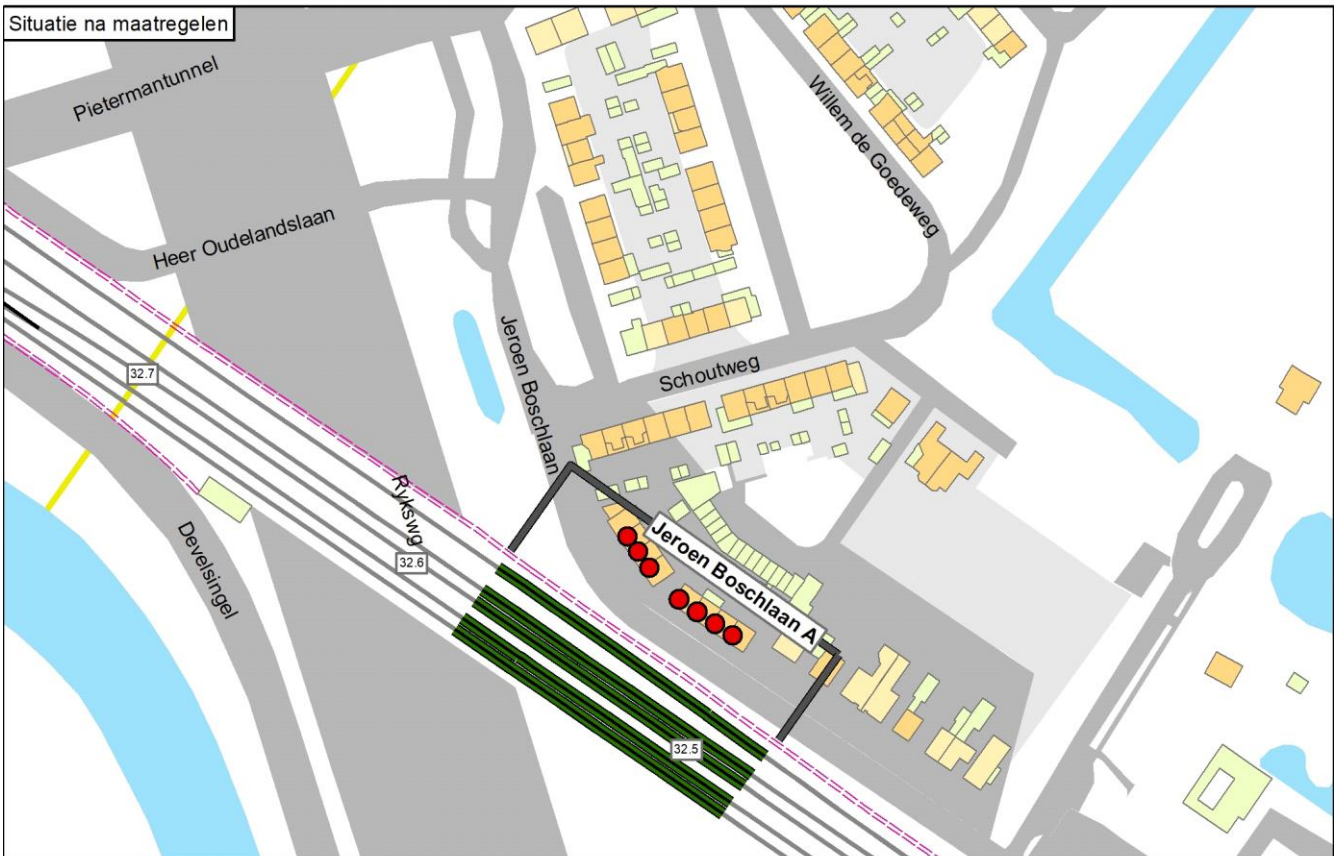 Situatie na maatregelen
Pietermantunnel
Willem de Goedeweg
Heer Oudelandslaan
Jeroen Boschlaan
Schoutweg
32.7
Rykswg
32.6
Develsingel
Jeroen Boschlaan A
32.5